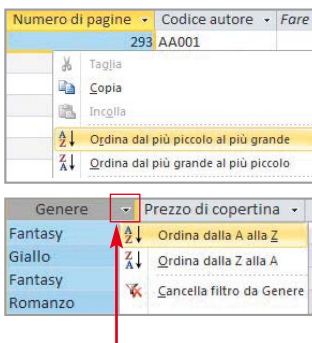 Numero di pagine Codice autore Fare
293 AA001
Taglia
Copia
Incolla
Ordina dal più piccolo al più grande
Ordina dal più grande al più piccolo
Genere Prezzo di copertina
Fantasy
Ordina dalla A alla Z
Giallo
Ordina dalla Z alla A
Fantasy
Cancella filtro da Genere
Romanzo